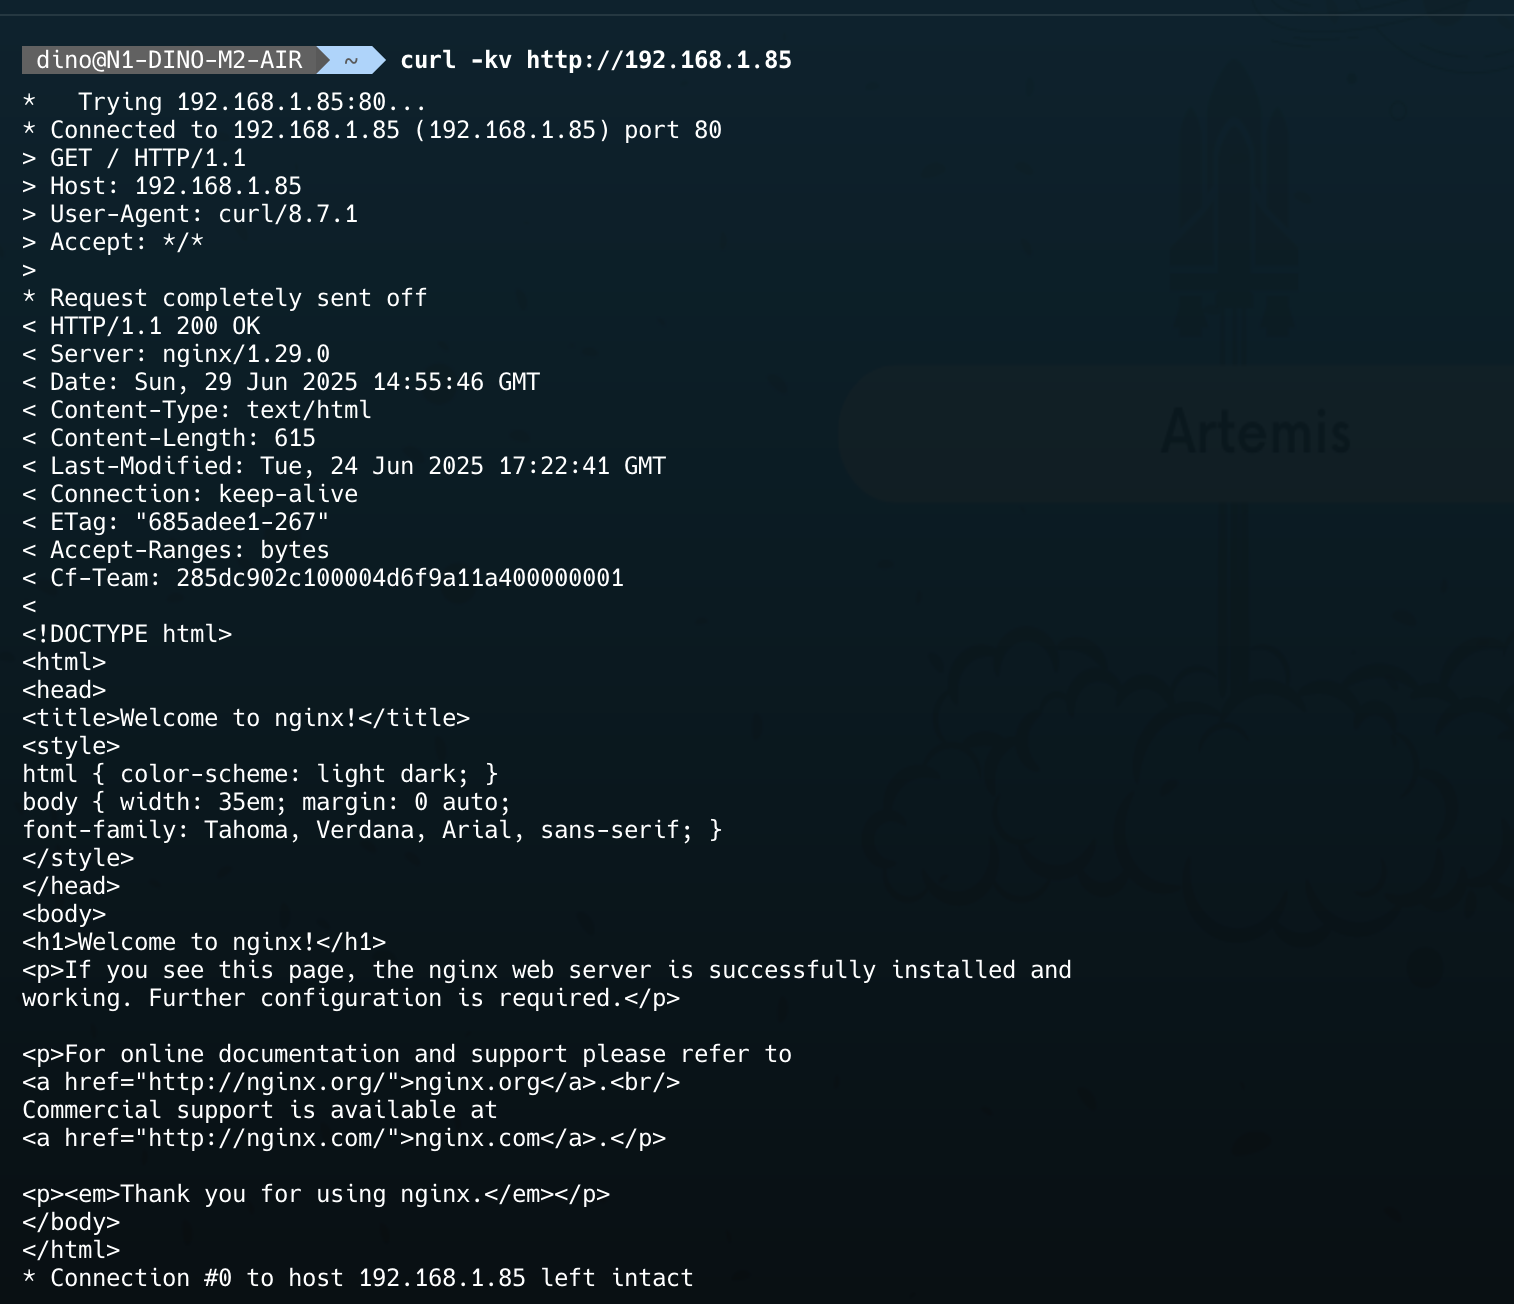 dino@N1-DINO-M2-AIR ~ curl -kv http://192.168.1.85
*   Trying 192.168.1.85:80...
* Connected to 192.168.1.85 (192.168.1.85) port 80
> GET / HTTP/1.1
> Host: 192.168.1.85
> User-Agent: curl/8.7.1
> Accept: */*
>
* Request completely sent off
< HTTP/1.1 200 OK
< Server: nginx/1.29.0
< Date: Sun, 29 Jun 2025 14:55:46 GMT
< Content-Type: text/html
< Content-Length: 615
< Last-Modified: Tue, 24 Jun 2025 17:22:41 GMT
Artemis
< Connection: keep-alive
< ETag: "685adee1-267"
< Accept-Ranges: bytes
< Cf-Team: 285dc902c100004d6f9a11a400000001
<
<!DOCTYPE html>
<html>
<head>
<title>Welcome to nginx!</title>
<style>
html { color-scheme: light dark; }
body { width: 35em; margin: 0 auto;
font-family: Tahoma, Verdana, Arial, sans-serif; }
</style>
</head>
<body>
<h1>Welcome to nginx!</h1>
<p>If you see this page, the nginx web server is successfully installed and
working. Further configuration is required.</p>

<p>For online documentation and support please refer to
<a href="http://nginx.org/">nginx.org</a>.<br/>
Commercial support is available at
<a href="http://nginx.com/">nginx.com</a>.</p>

<p><em>Thank you for using nginx.</em></p>
</body>
</html>
* Connection #0 to host 192.168.1.85 left intact